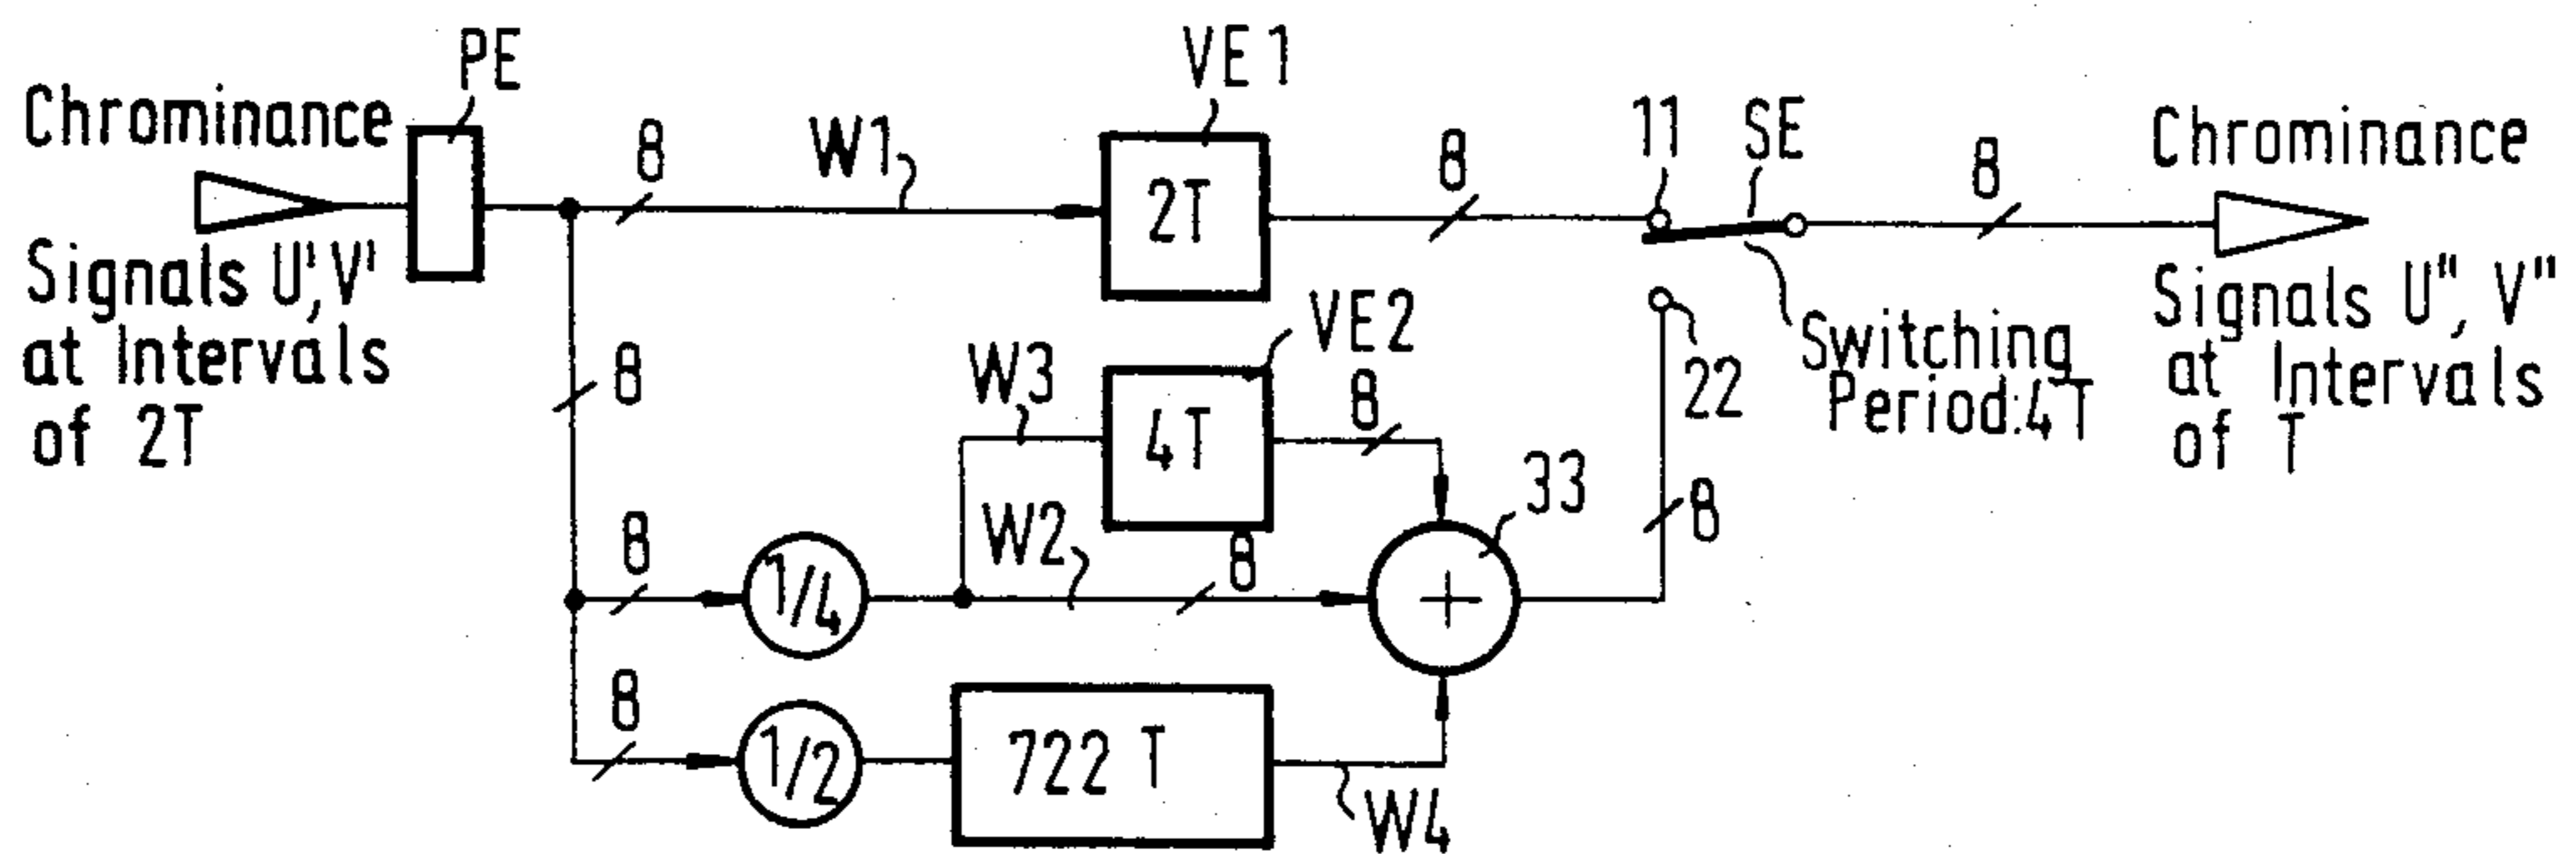 Chrominance
Signals U',V'
at Intervals
of 2T
PE
8
W1
VE1
2T
8
11
SE
8
Chrominance
Signals U", V"
at Intervals
of T
Switching
Period:4T
22
8
8
W3
VE2
4T
8
W2
8
33
8
1/4
8
1/2
722 T
W4